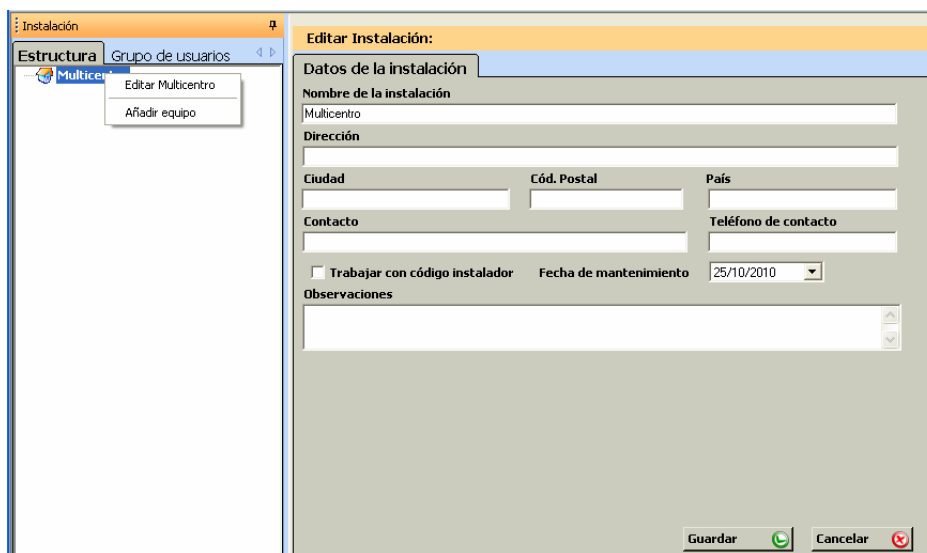 Instalación
Estructura Grupo de usuarios
Editar Multicentro
Añadir equipo
Editar Instalación:
Datos de la instalación
Nombre de la instalación
Multicentro
Dirección
Ciudad Cód. Postal País
Contacto Teléfono de contacto
Trabajar con código instalador Fecha de mantenimiento 25/10/2010
Observaciones
Guardar Cancelar